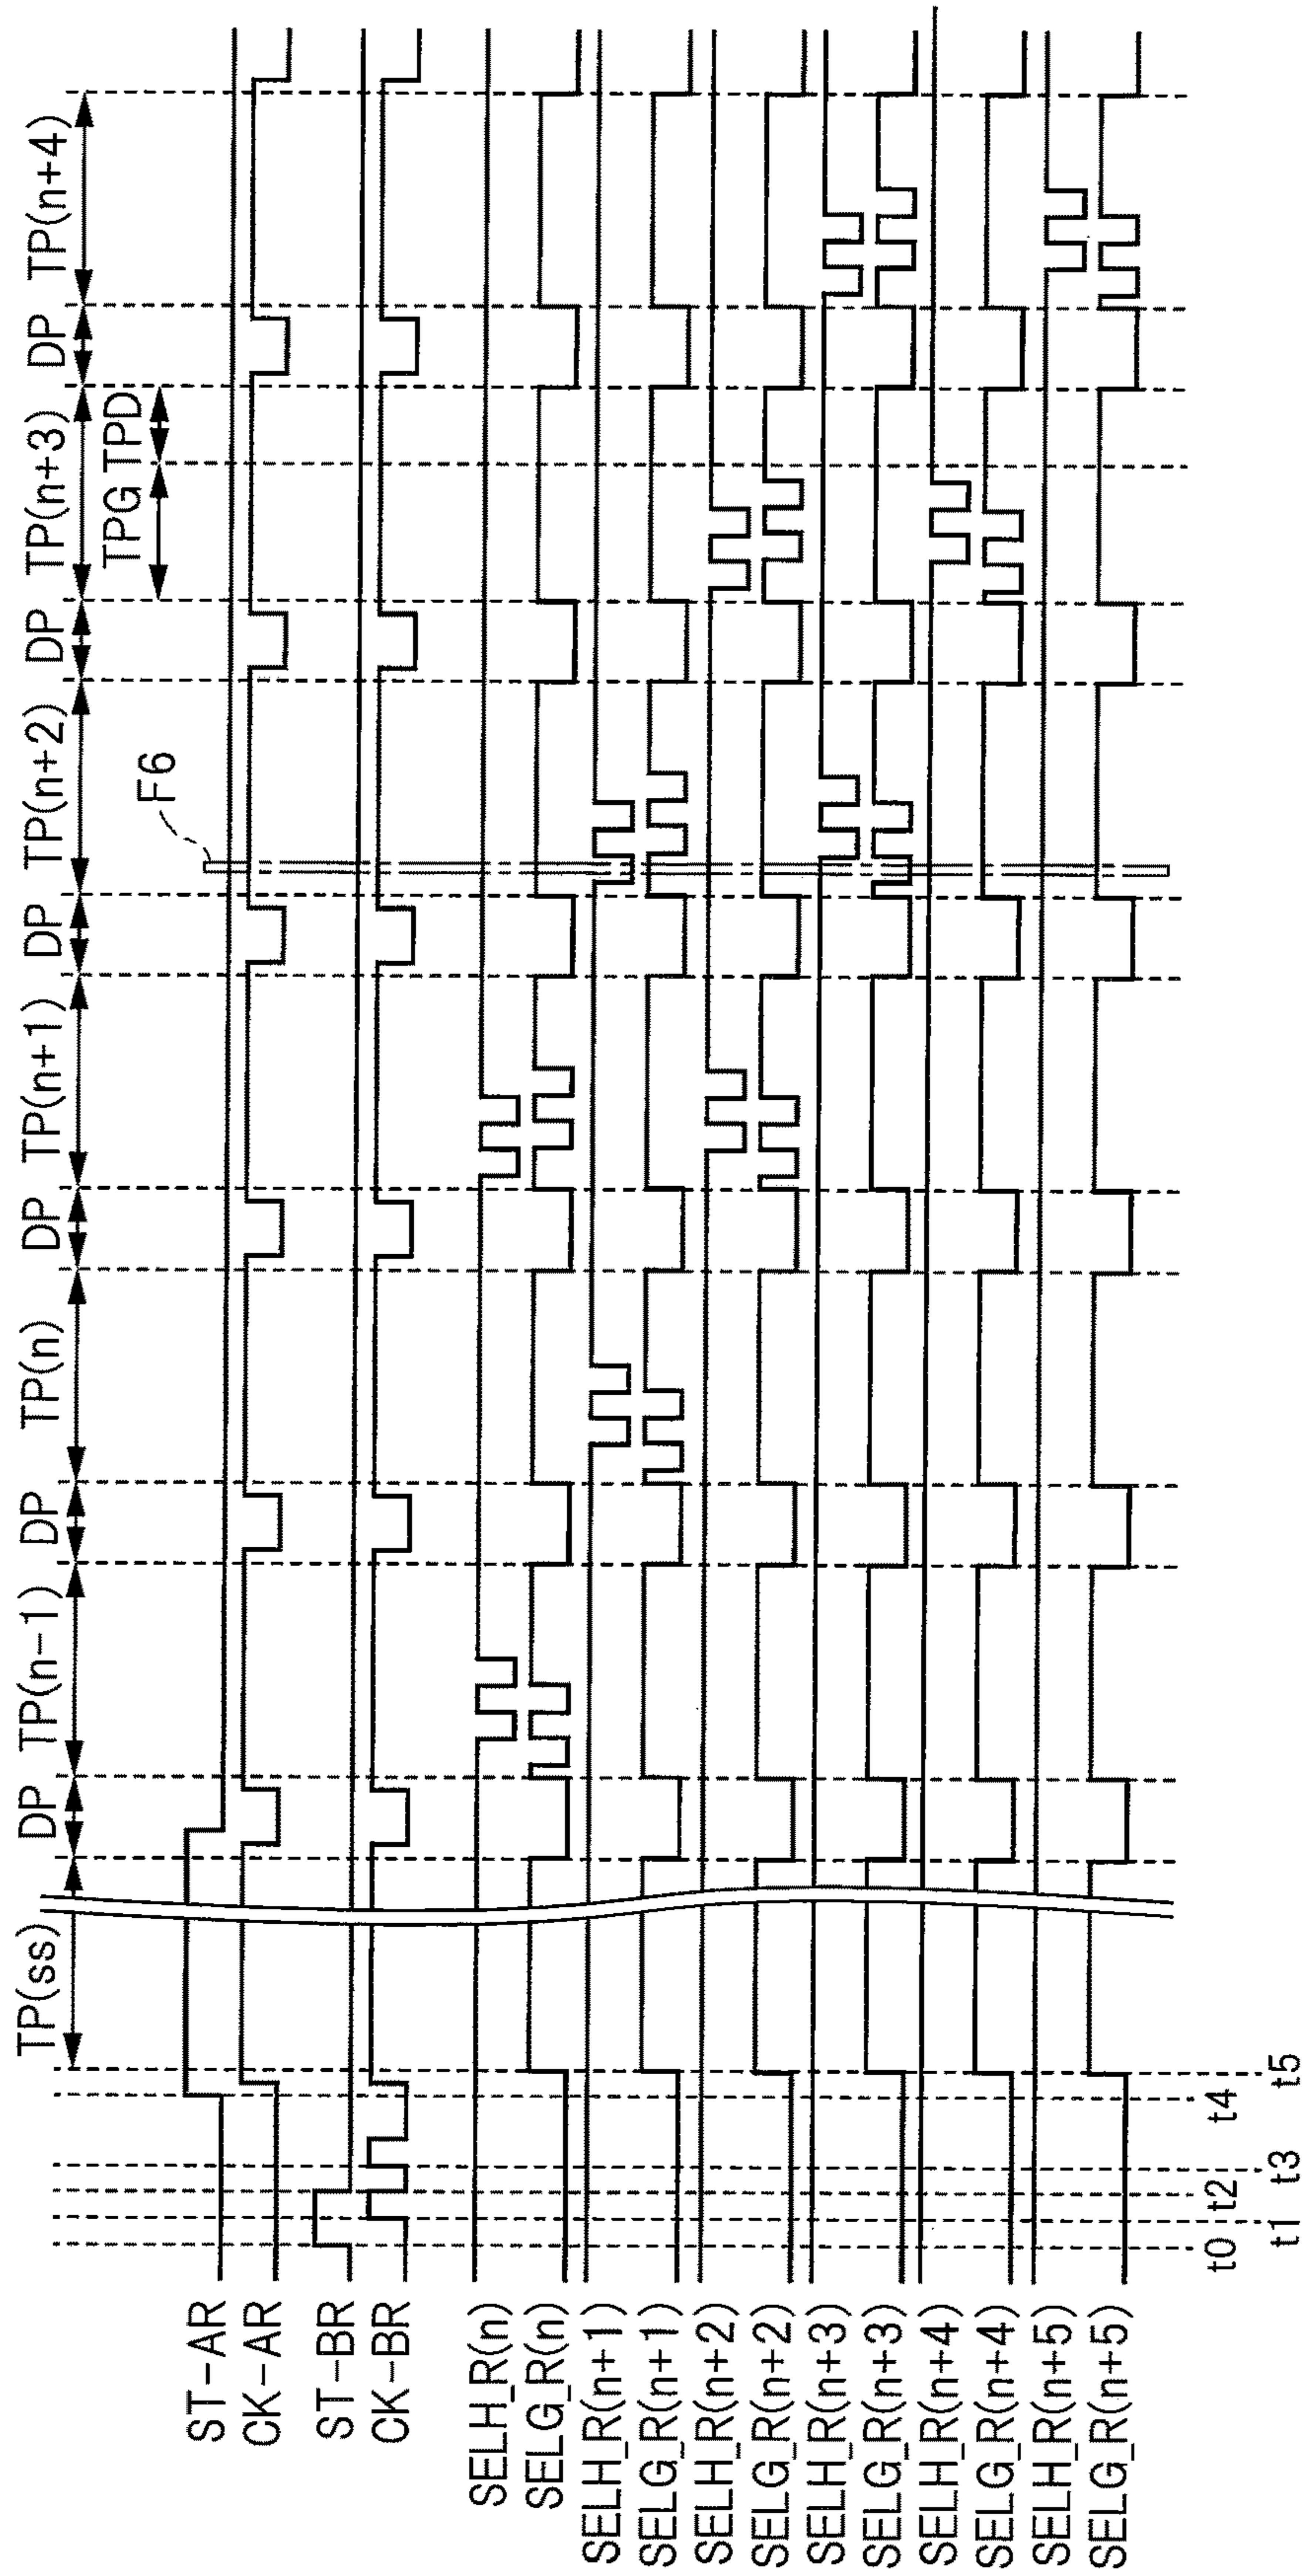 TP(ss)
DP
TP(n-1)
DP
TP(n)
DP
TP(n+1)
DP
TP(n+2)
DP
TP(n+3)
DP
TP(n+4)
TPG
TPD
F6
ST-AR
CK-AR
ST-BR
CK-BR
SELH_R(n)
SELG_R(n)
SELH_R(n+1)
SELG_R(n+1)
SELH_R(n+2)
SELG_R(n+2)
SELH_R(n+3)
SELG_R(n+3)
SELH_R(n+4)
SELG_R(n+4)
SELH_R(n+5)
SELG_R(n+5)
t0
t2
t4
t1
t3
t5